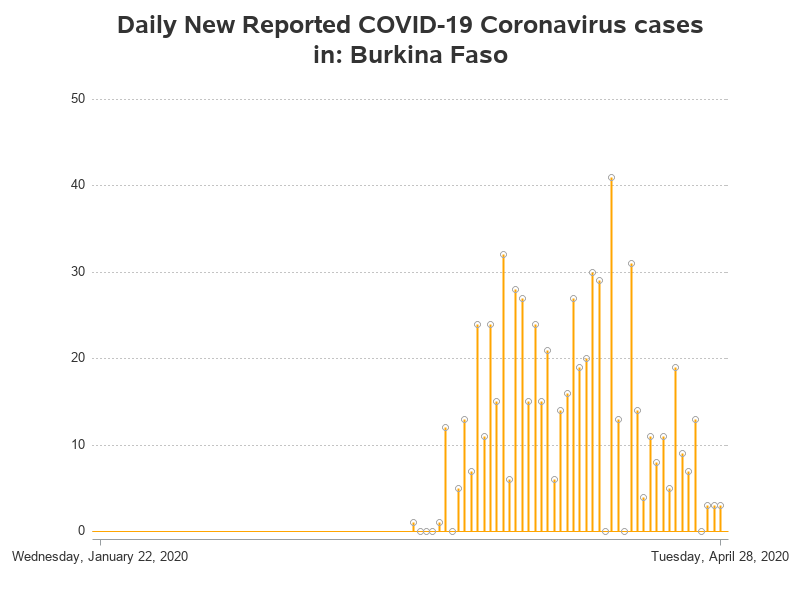 Daily New Reported COVID-19 Coronavirus cases
in: Burkina Faso
50
40
30
20
10
0
Wednesday, January 22, 2020
Tuesday, April 28, 2020